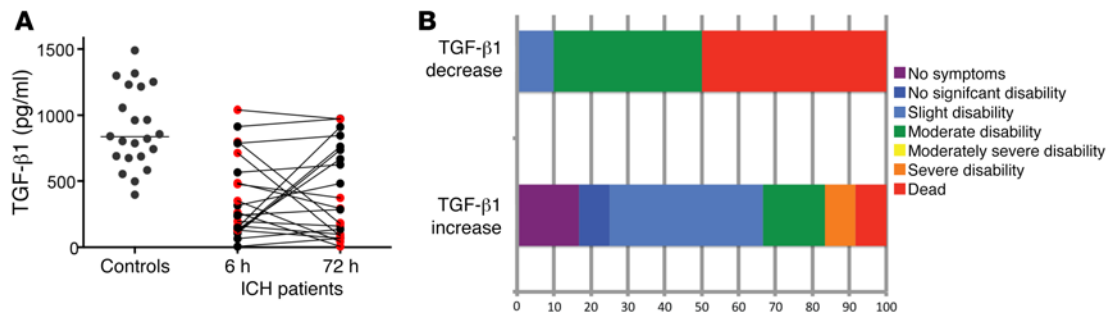 A
TGF-β1 (pg/ml)
1500
1000
500
0
Controls
6 h
72 h
ICH patients
B
TGF-β1
decrease
TGF-β1
increase
0 10 20 30 40 50 60 70 80 90 100
No symptoms
No signifcant disability
Slight disability
Moderate disability
Moderately severe disability
Severe disability
Dead